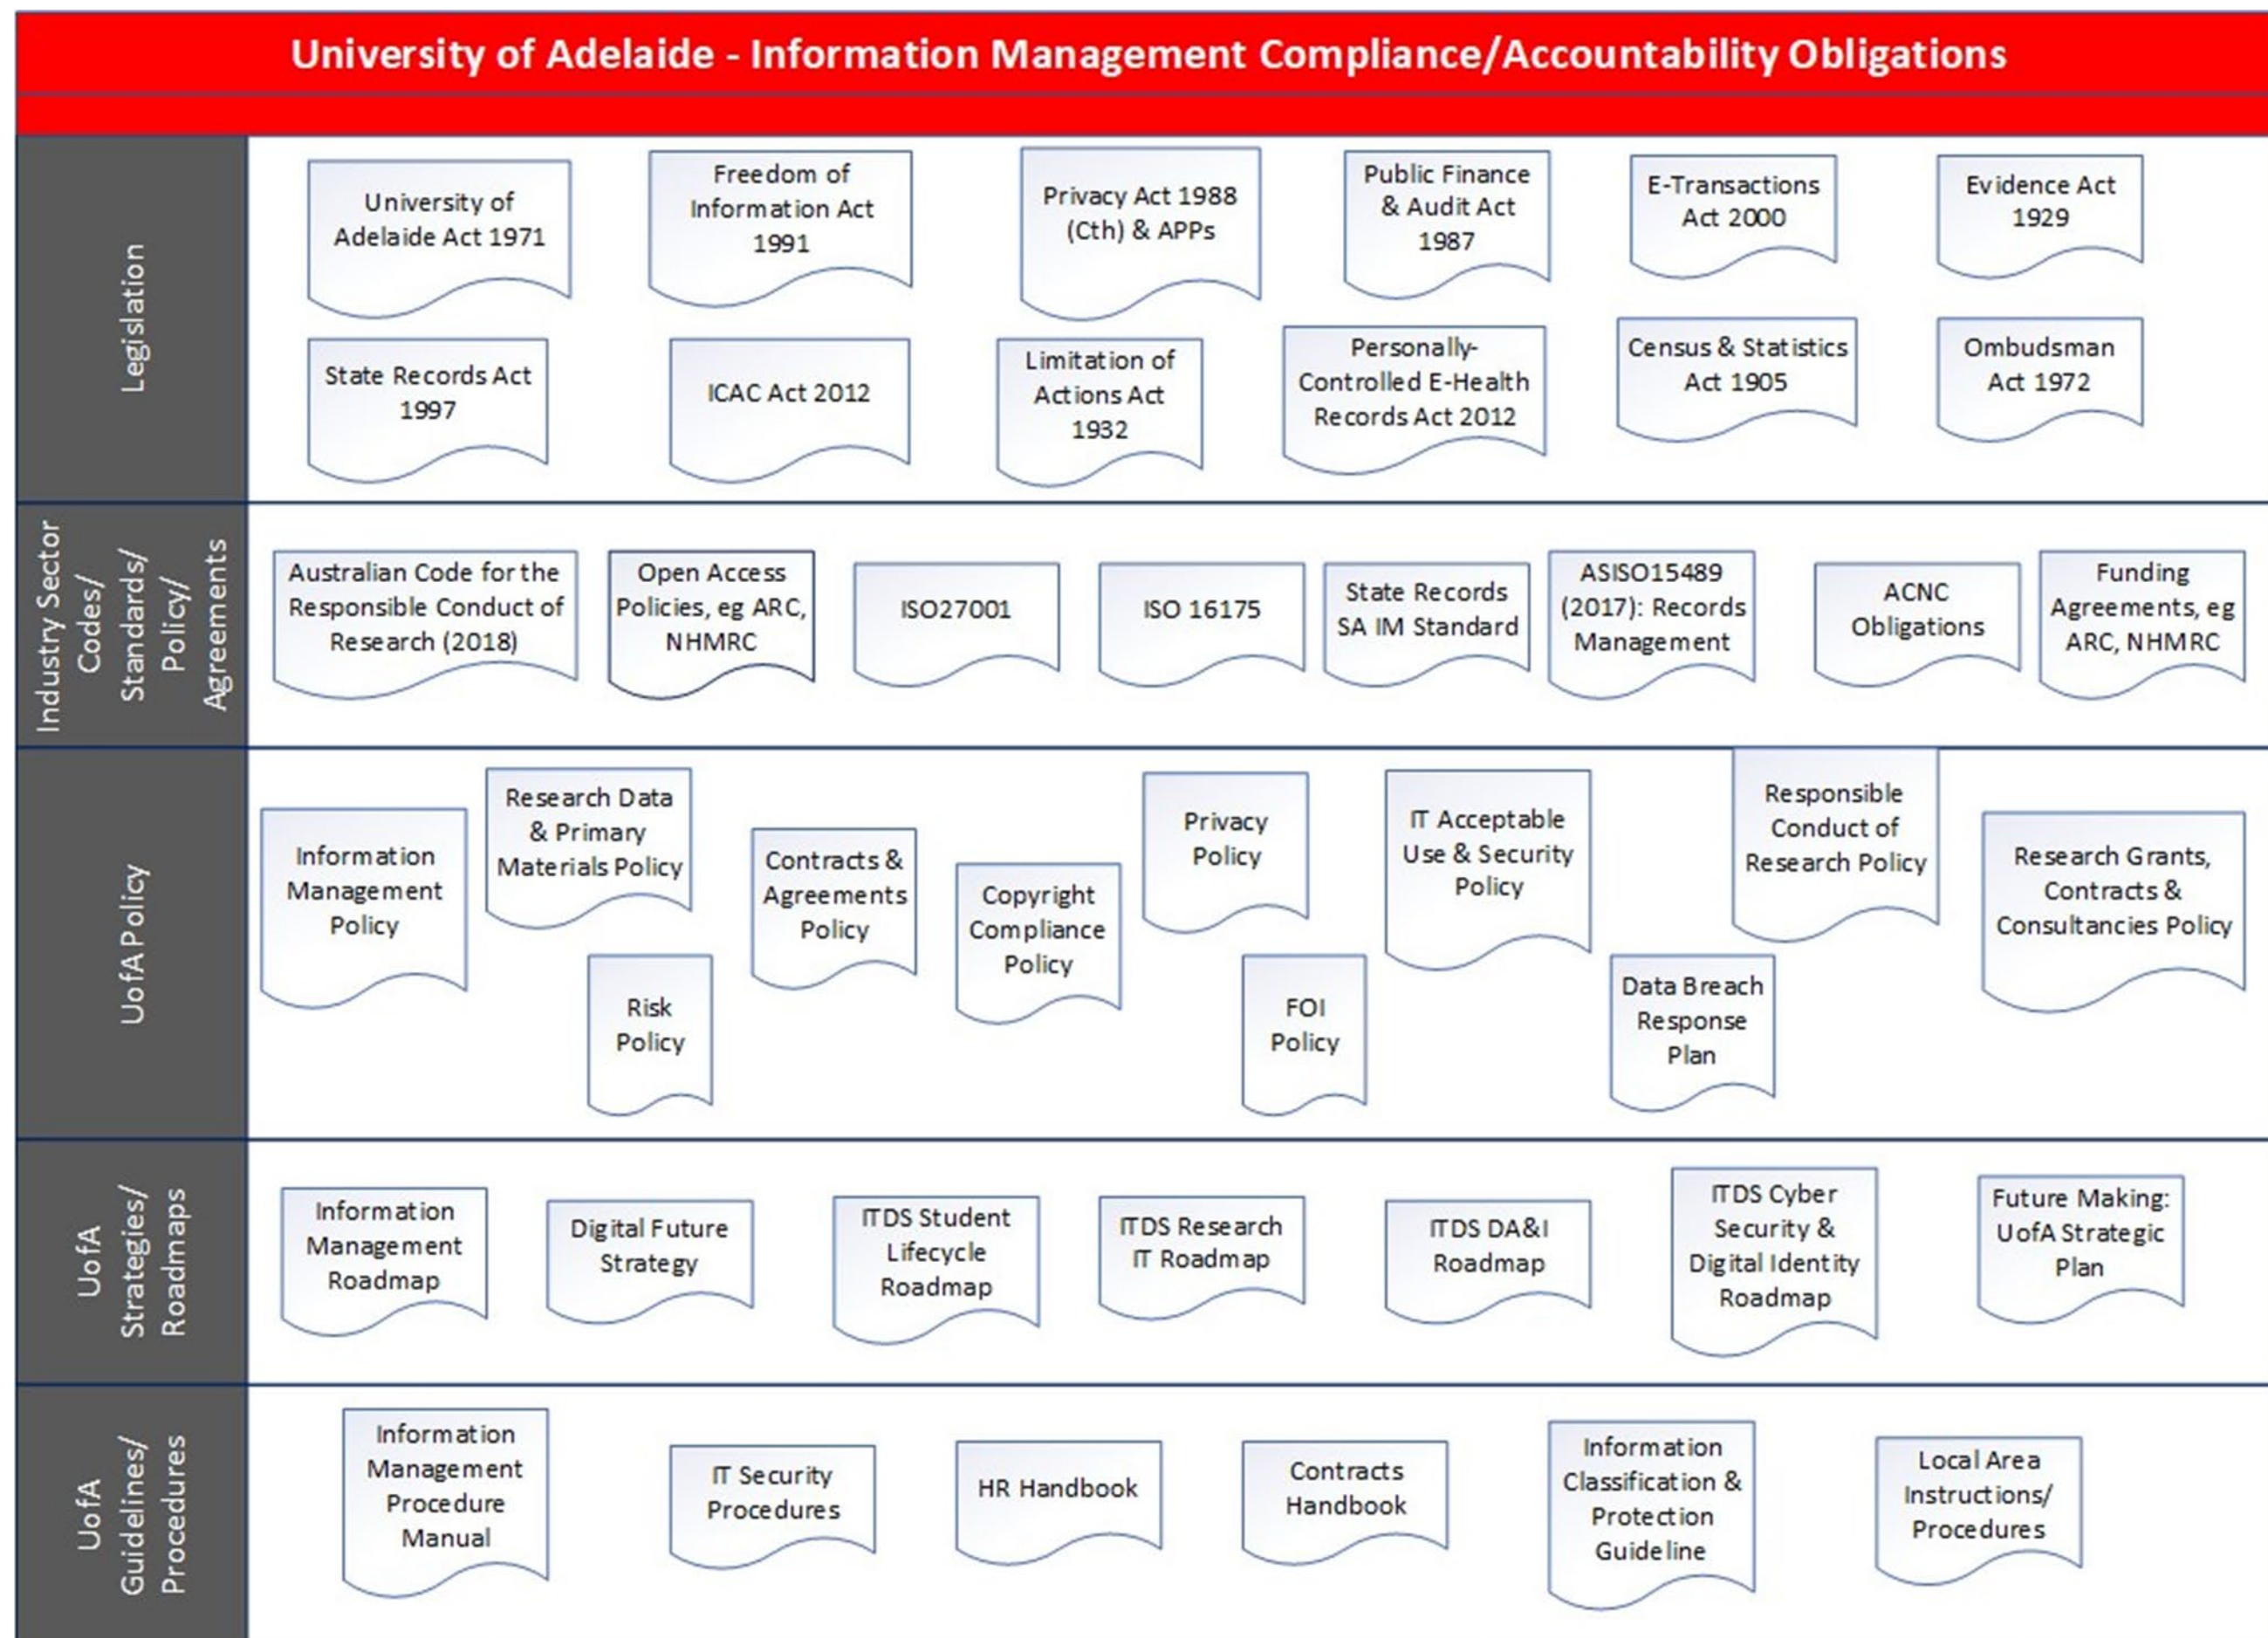 University of Adelaide - Information Management Compliance/Accountability Obligations
Legislation
University of
Adelaide Act 1971
Freedom of
Information Act
1991
Privacy Act 1988
(Cth) & APPs
Public Finance
& Audit Act
1987
E-Transactions
Act 2000
Evidence Act
1929
State Records Act
1997
ICAC Act 2012
Limitation of
Actions Act
1932
Personally-
Controlled E-Health
Records Act 2012
Census & Statistics
Act 1905
Ombudsman
Act 1972
Industry Sector
Codes/
Standards/
Policy/
Agreements
Australian Code for the
Responsible Conduct of
Research (2018)
Open Access
Policies, eg ARC,
NHMRC
ISO27001
ISO 16175
State Records
SA IM Standard
ASISO15489
(2017): Records
Management
ACNC
Obligations
Funding
Agreements, eg
ARC, NHMRC
UofA Policy
Information
Management
Policy
Research Data
& Primary
Materials Policy
Risk
Policy
Contracts &
Agreements
Policy
Copyright
Compliance
Policy
Privacy
Policy
FOI
Policy
IT Acceptable
Use & Security
Policy
Data Breach
Response
Plan
Responsible
Conduct of
Research Policy
Research Grants,
Contracts &
Consultancies Policy
UofA
Strategies/
Roadmaps
Information
Management
Roadmap
Digital Future
Strategy
ITDS Student
Lifecycle
Roadmap
ITDS Research
IT Roadmap
ITDS DA&I
Roadmap
ITDS Cyber
Security &
Digital Identity
Roadmap
Future Making:
UofA Strategic
Plan
UofA
Guidelines/
Procedures
Information
Management
Procedure
Manual
IT Security
Procedures
HR Handbook
Contracts
Handbook
Information
Classification &
Protection
Guideline
Local Area
Instructions/
Procedures